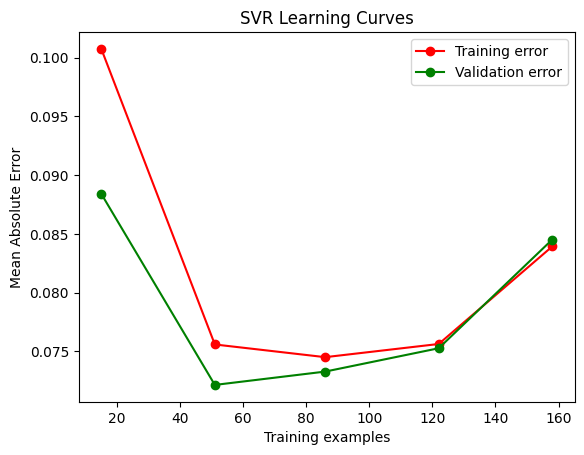 SVR Learning Curves
Training error
Validation error
Mean Absolute Error
0.100
0.095
0.090
0.085
0.080
0.075
20 40 60 80 100 120 140 160
Training examples